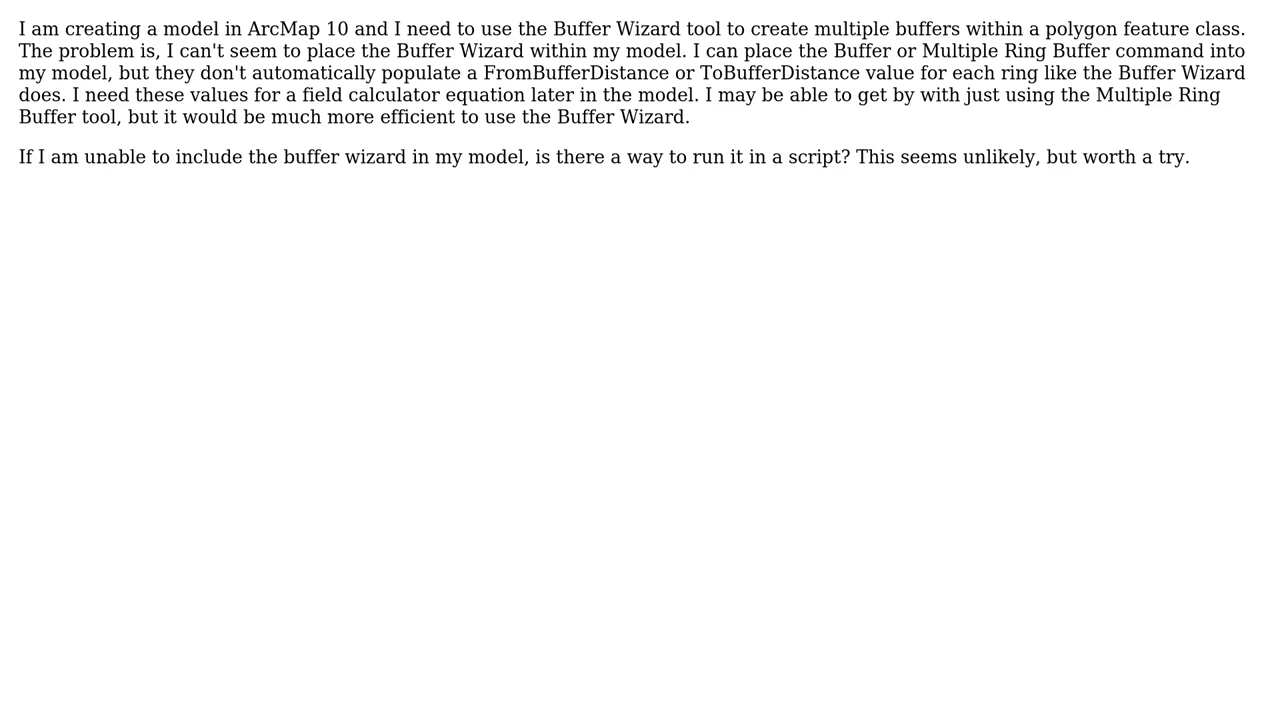 I am creating a model in ArcMap 10 and I need to use the Buffer Wizard tool to create multiple buffers within a polygon feature class.
The problem is, I can't seem to place the Buffer Wizard within my model. I can place the Buffer or Multiple Ring Buffer command into
my model, but they don't automatically populate a FromBufferDistance or ToBufferDistance value for each ring like the Buffer Wizard
does. I need these values for a field calculator equation later in the model. I may be able to get by with just using the Multiple Ring
Buffer tool, but it would be much more efficient to use the Buffer Wizard.
If I am unable to include the buffer wizard in my model, is there a way to run it in a script? This seems unlikely, but worth a try.